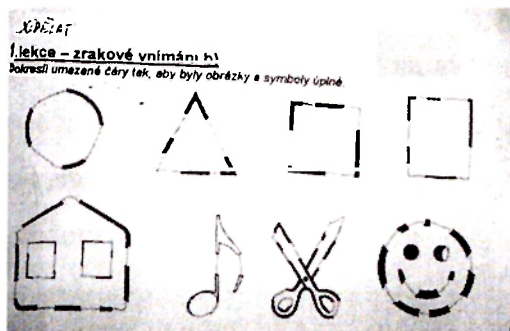 1. lekce – zrakové vnímání b)
Dokresli umazané čáry tak, aby byly obrázky a symboly úplné.